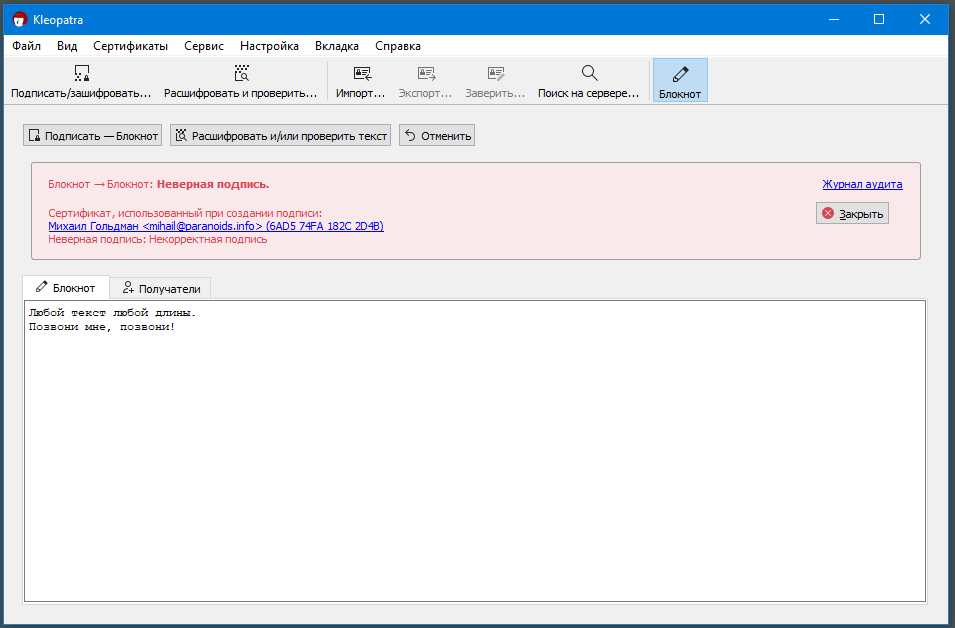 Kleopatra
Файл Вид Сертификаты Сервис Настройка Вкладка Справка
Подписать/зашифровать... Расшифровать и проверить... Импорт... Экспорт... Заверить... Поиск на сервере... Блокнот
Подписать — Блокнот Расшифровать и/или проверить текст Отменить
Блокнот → Блокнот: Неверная подпись. Журнал аудита
Сертификат, использованный при создании подписи: Закрыть
Михаил Гольдман <mihail@paranoids.info> (6AD5 74FA 182C 2D4B)
Неверная подпись: Некорректная подпись
Блокнот Получатели
Любой текст любой длины.
Позвони мне, позвони!